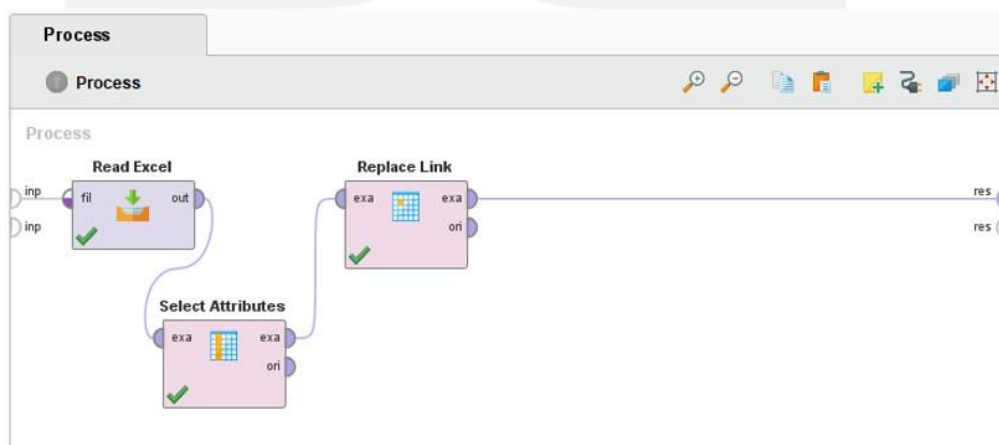 Process
Process
Process
Read Excel
Replace Link
inp
fil
out
exa
exa
res
inp
ori
res
Select Attributes
exa
exa
ori